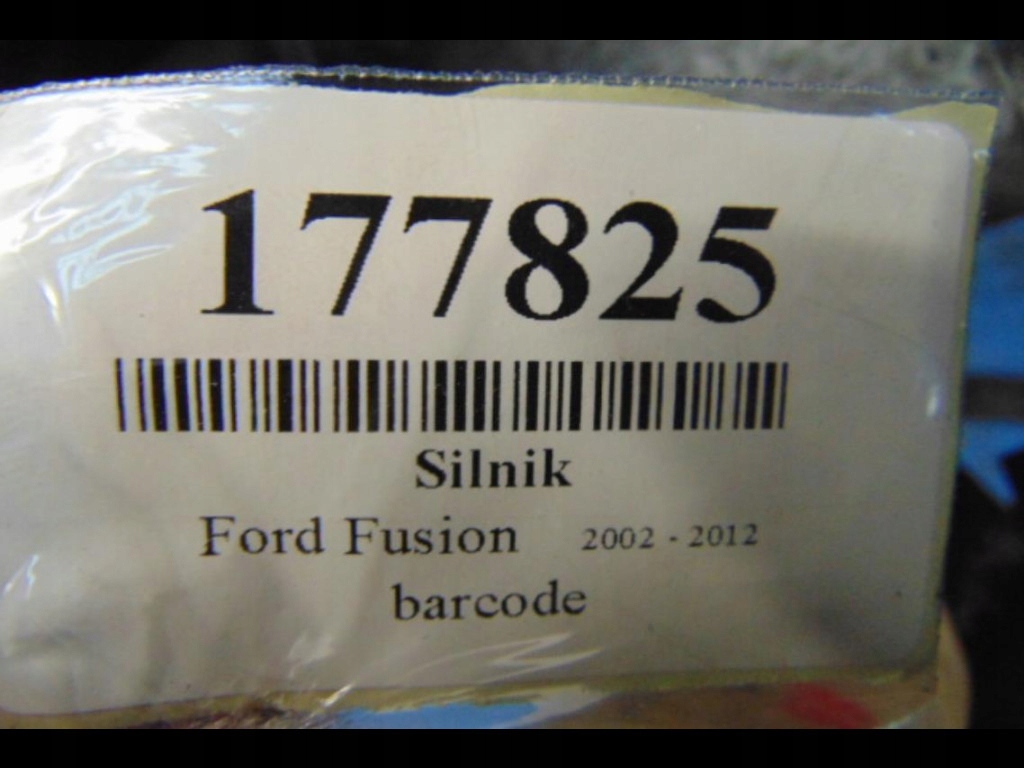 177825
Silnik
Ford Fusion 2002 - 2012
barcode